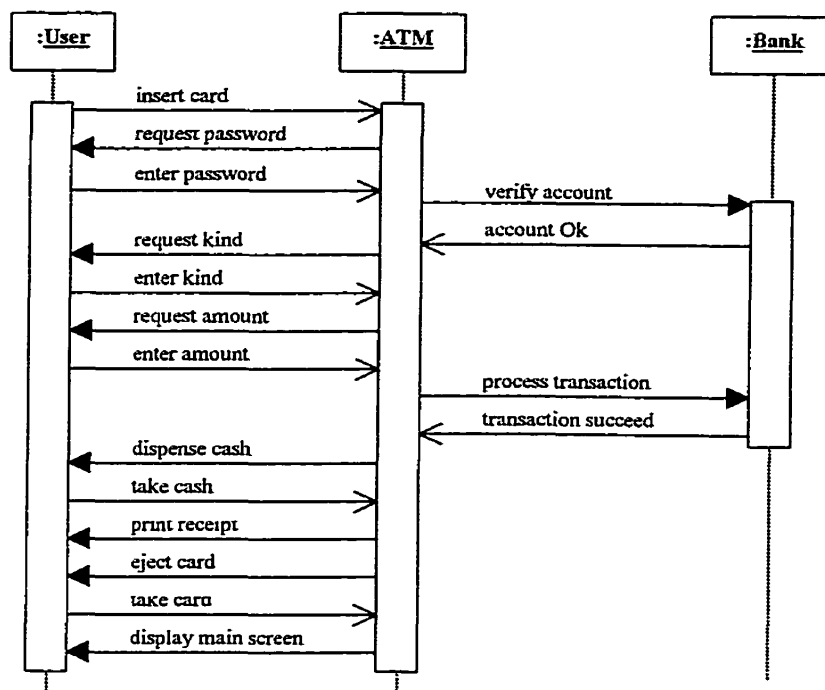 :User
:ATM
:Bank
insert card
request password
enter password
verify account
account Ok
request kind
enter kind
request amount
enter amount
process transaction
transaction succeed
dispense cash
take cash
print receipt
eject card
take card
display main screen